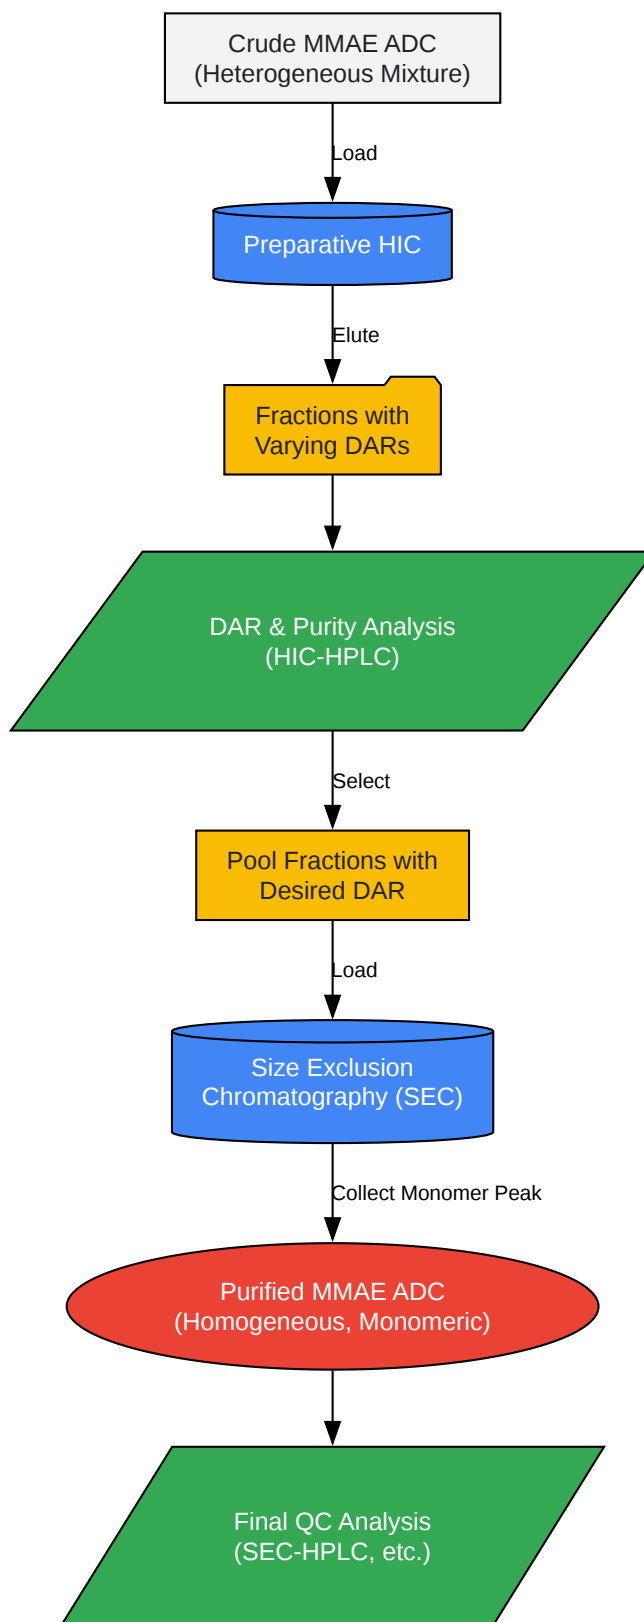 Crude MMAE ADC
(Heterogeneous Mixture)
Load
Preparative HIC
Elute
Fractions with
Varying DARs
DAR & Purity Analysis
(HIC-HPLC)
Select
Pool Fractions with
Desired DAR
Load
Size Exclusion
Chromatography (SEC)
Collect Monomer Peak
Purified MMAE ADC
(Homogeneous, Monomeric)
Final QC Analysis
(SEC-HPLC, etc.)